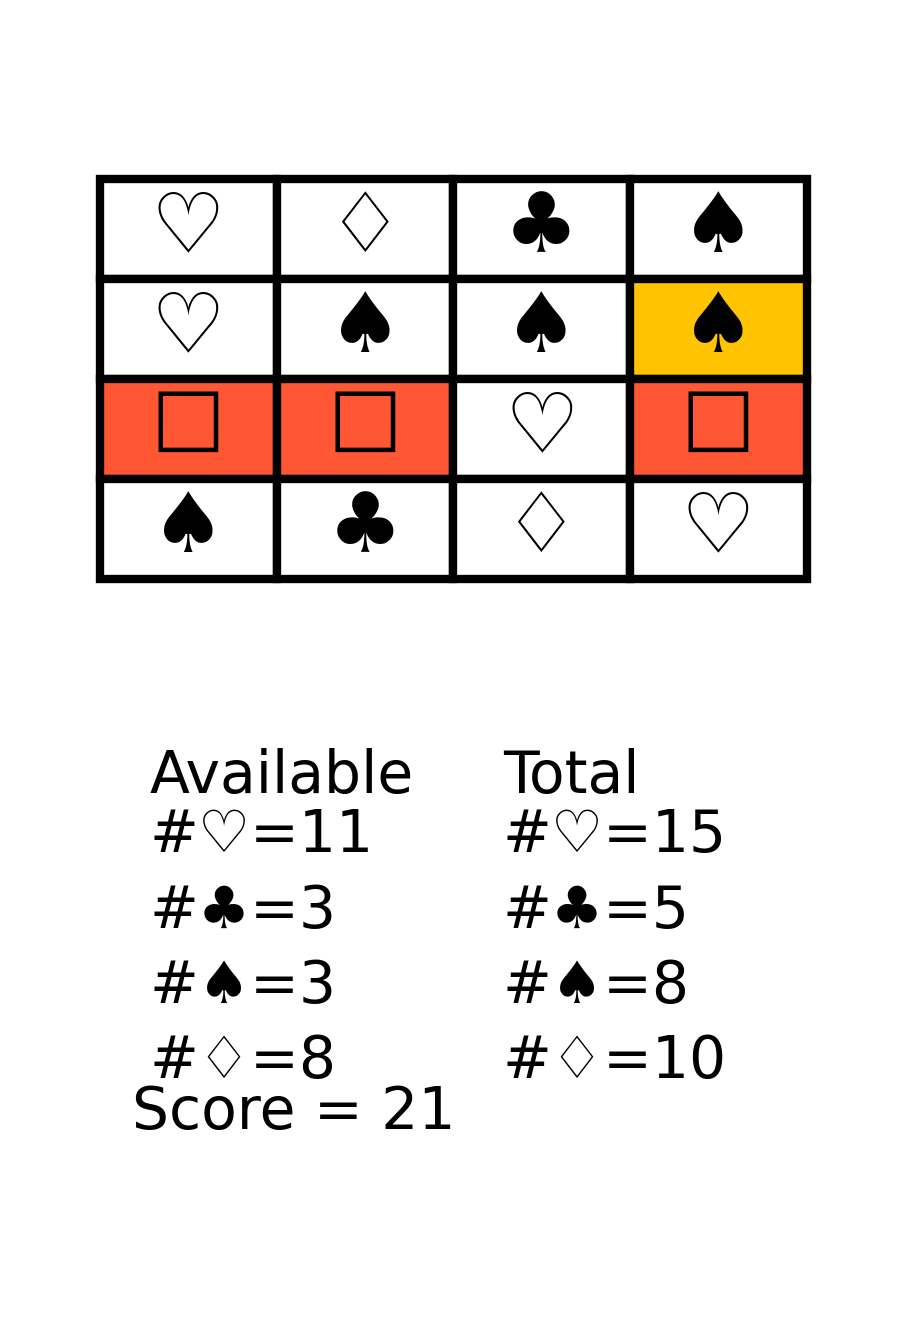 ♡ ♢ ♣ ♠
♡ ♠ ♠ ♠
□ □ ♡ □
♠ ♣ ♢ ♡
Available Total
#♡=11 #♡=15
#♣=3 #♣=5
#♠=3 #♠=8
#♢=8 #♢=10
Score = 21